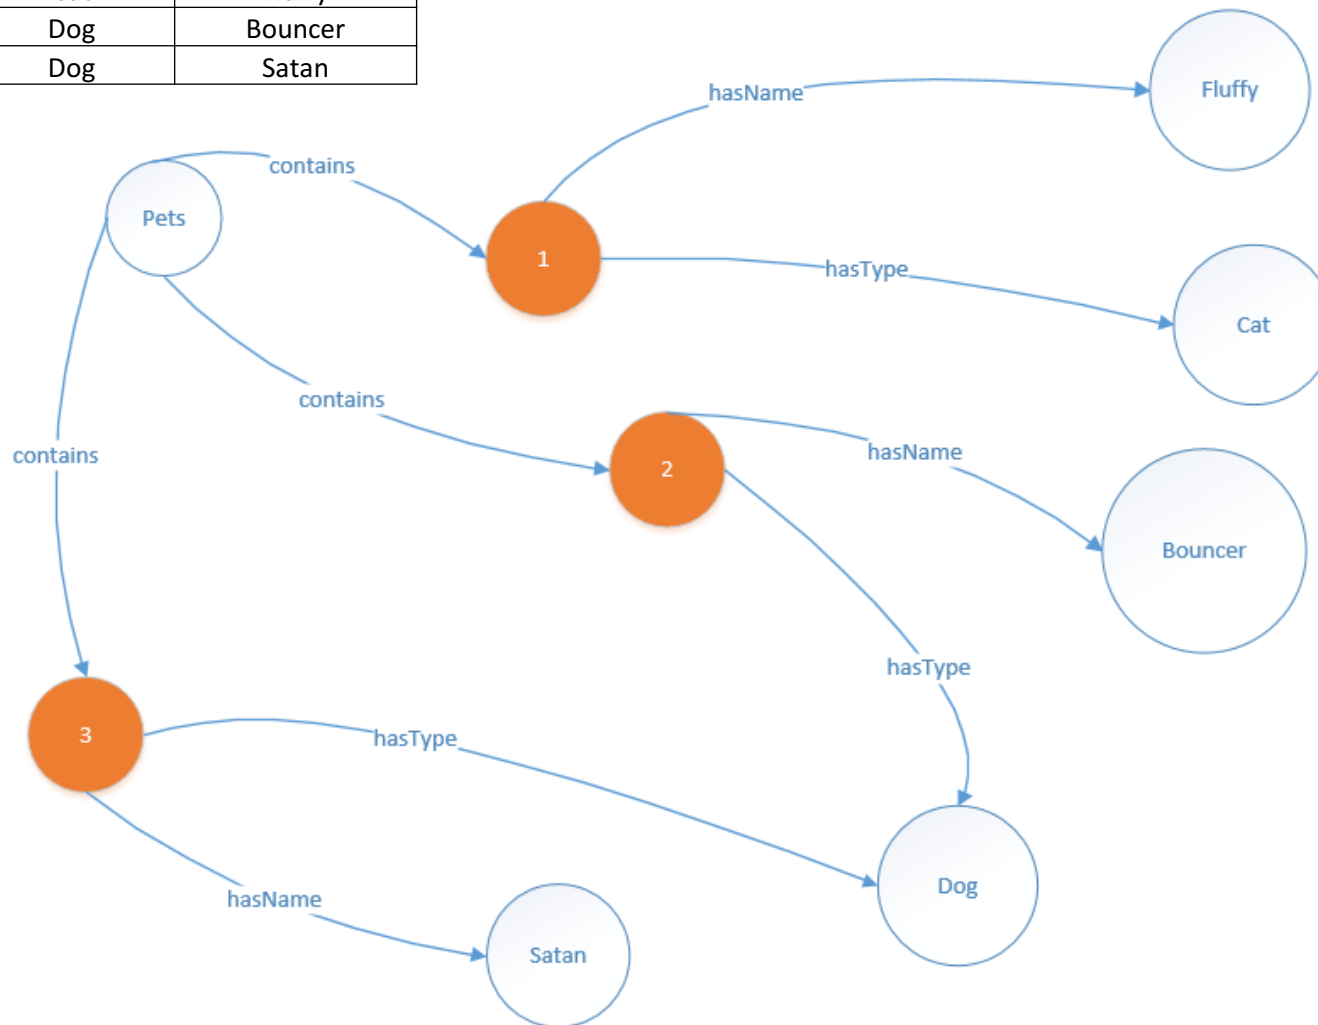 Dog Bouncer
Dog Satan
hasName
Fluffy
contains
Pets
1
hasType
Cat
contains
2
hasName
contains
Bouncer
hasType
3
hasType
Dog
hasName
Satan